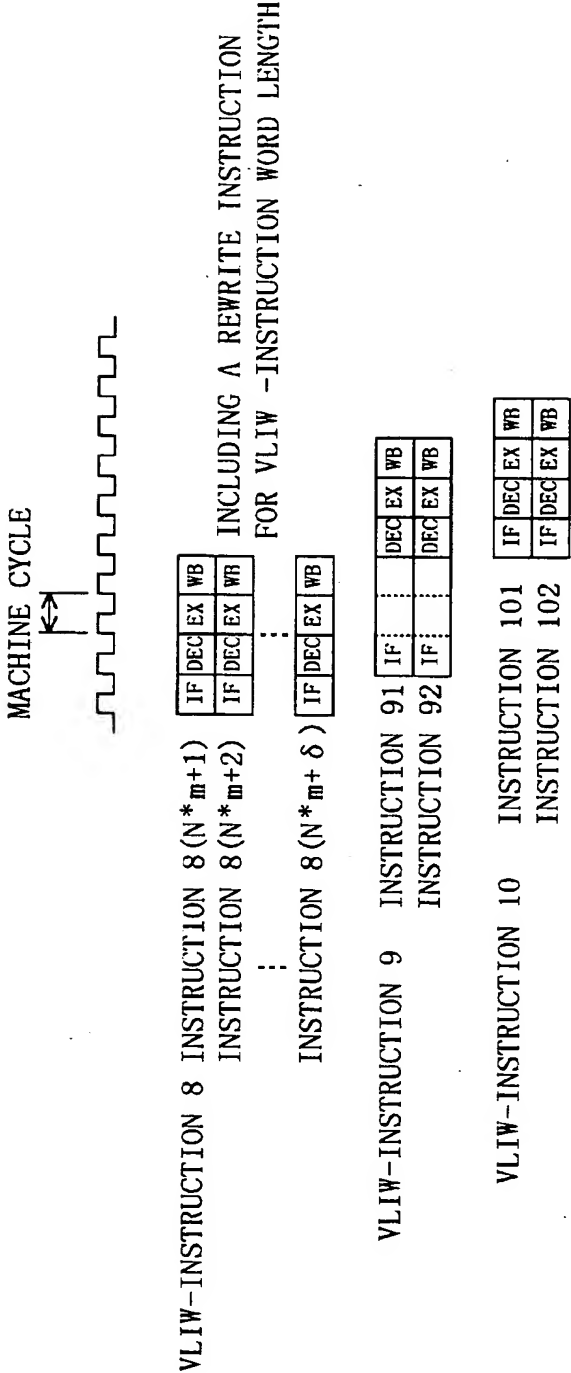 MACHINE CYCLE
VLIW-INSTRUCTION 8 INSTRUCTION 8(N*m+1) IF DEC EX WB
INSTRUCTION 8(N*m+2) IF DEC EX WB
INCLUDING A REWRITE INSTRUCTION
FOR VLIW -INSTRUCTION WORD LENGTH
INSTRUCTION 8(N*m+ δ) IF DEC EX WB
VLIW-INSTRUCTION 9 INSTRUCTION 91 IF DEC EX WB
INSTRUCTION 92 IF DEC EX WB
VLIW-INSTRUCTION 10 INSTRUCTION 101 IF DEC EX WB
INSTRUCTION 102 IF DEC EX WB